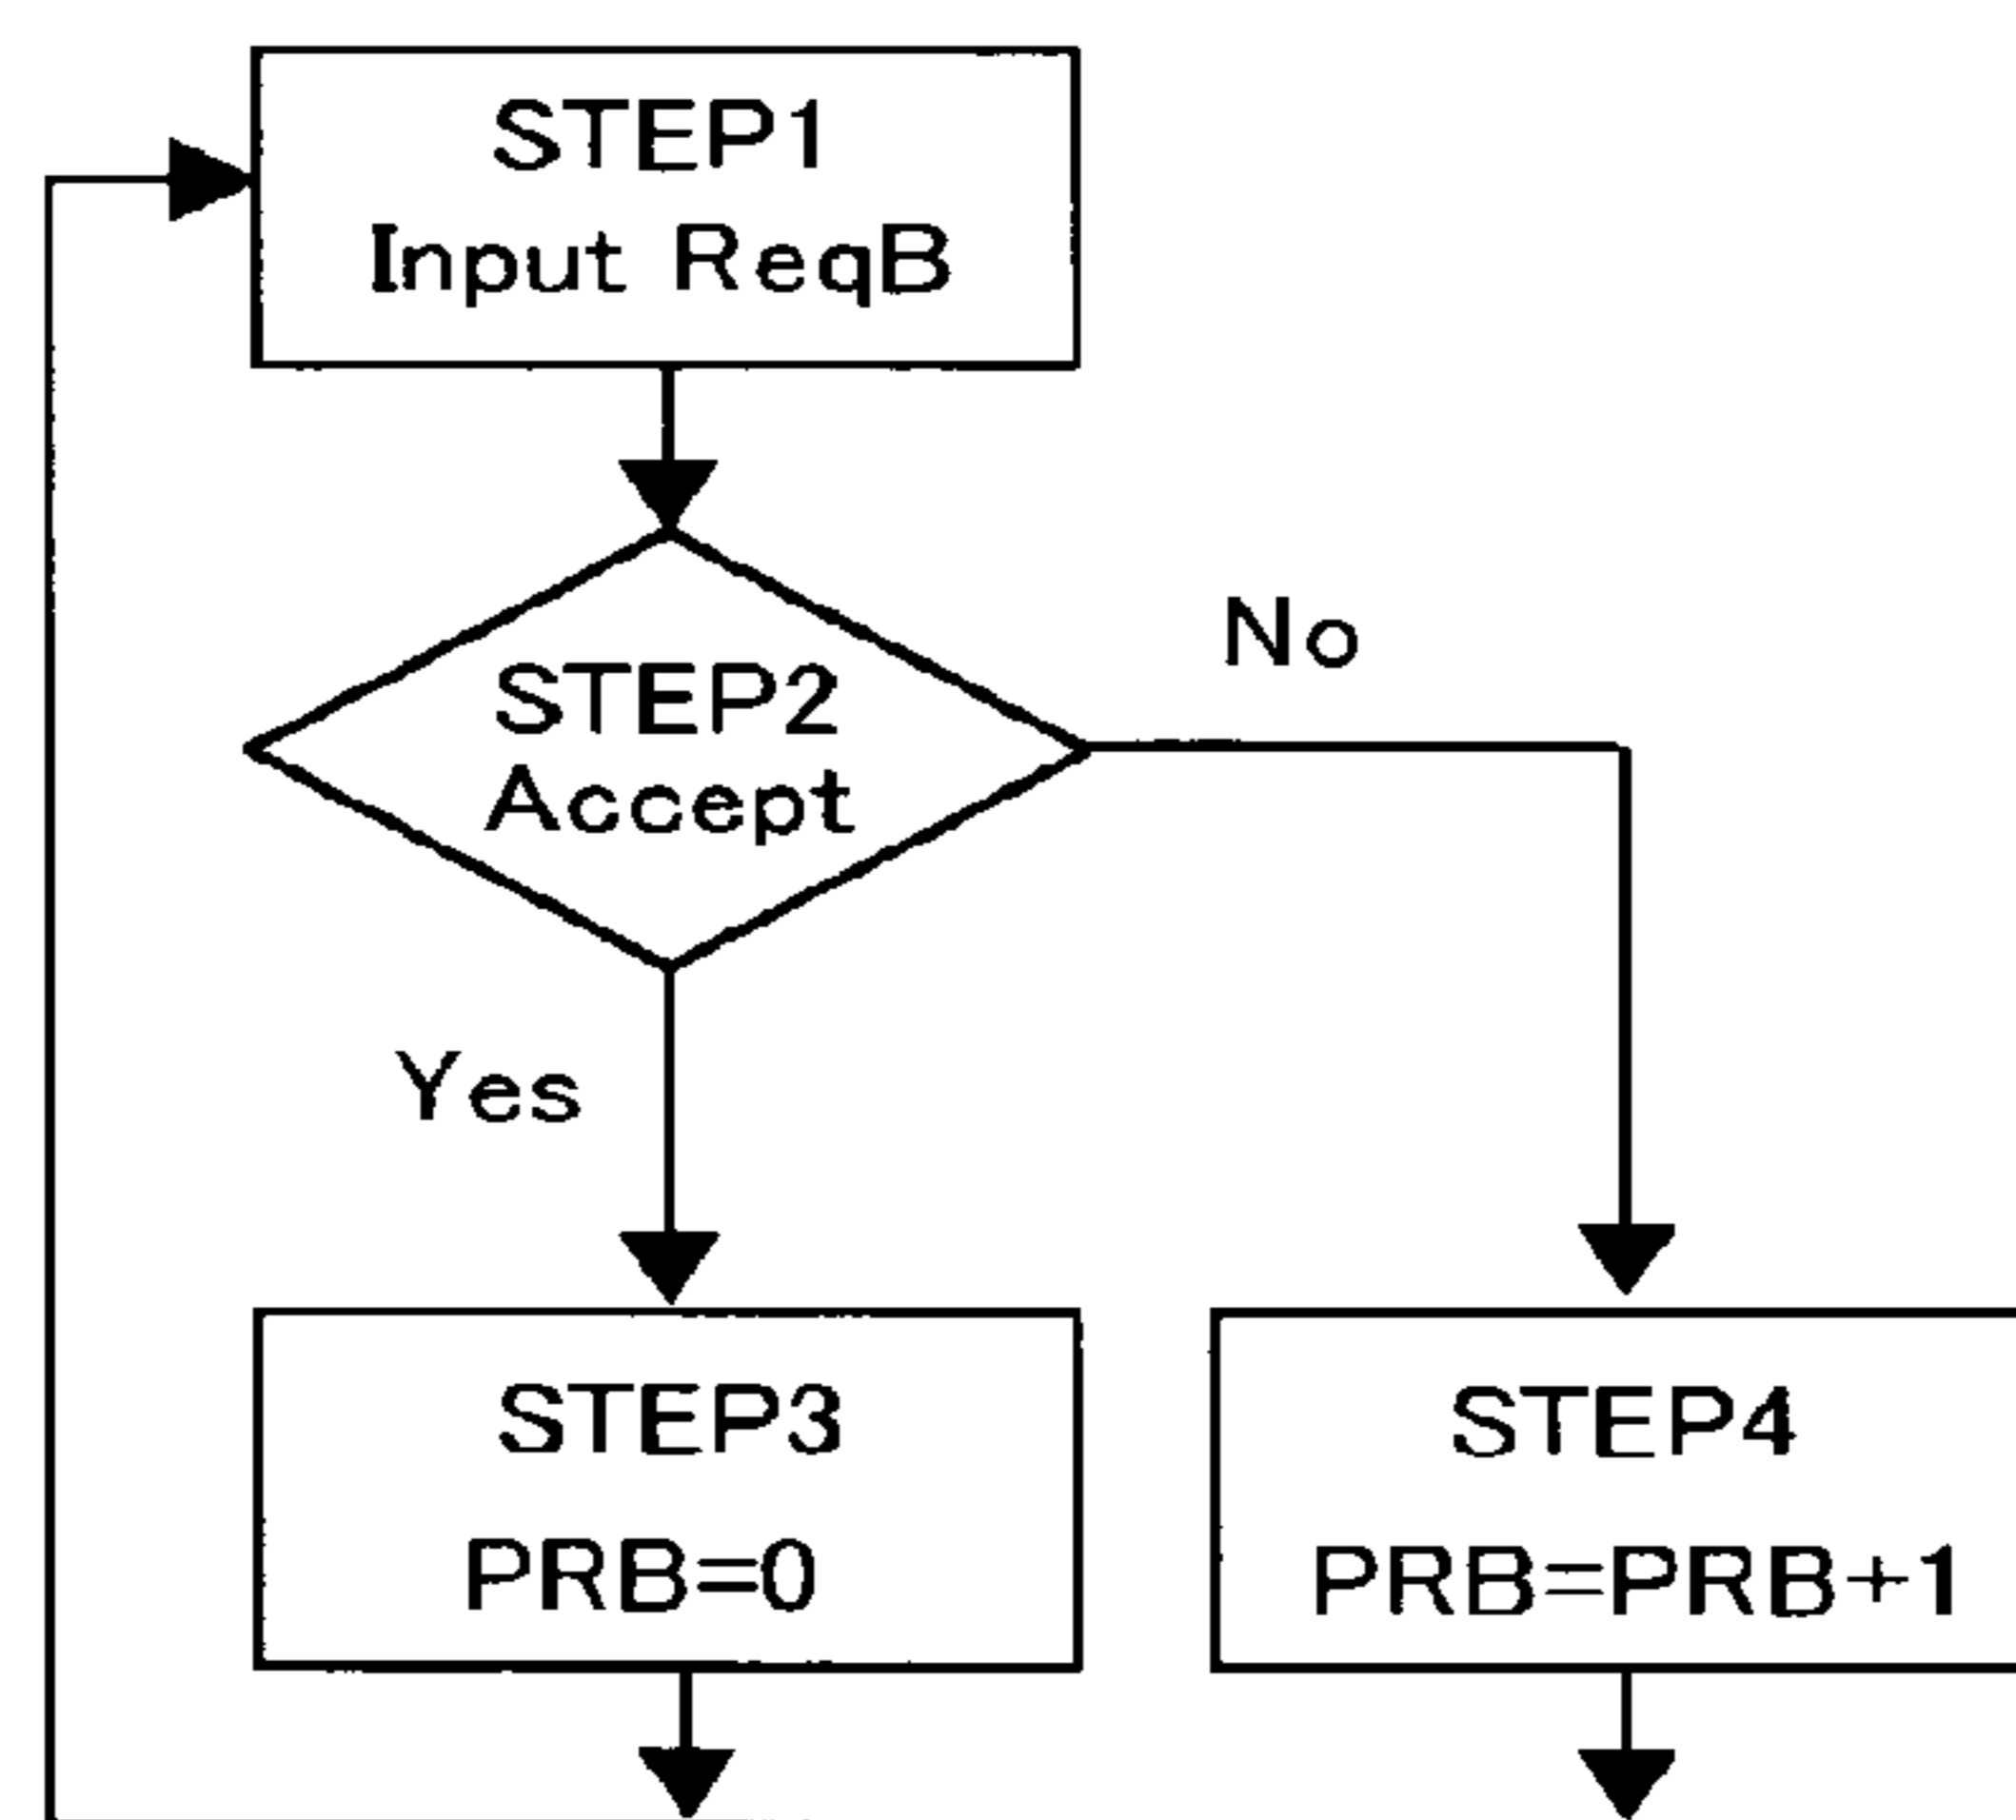 STEP1
Input ReqB
No
STEP2
Accept
Yes
STEP3
PRB=0
STEP4
PRB=PRB+1